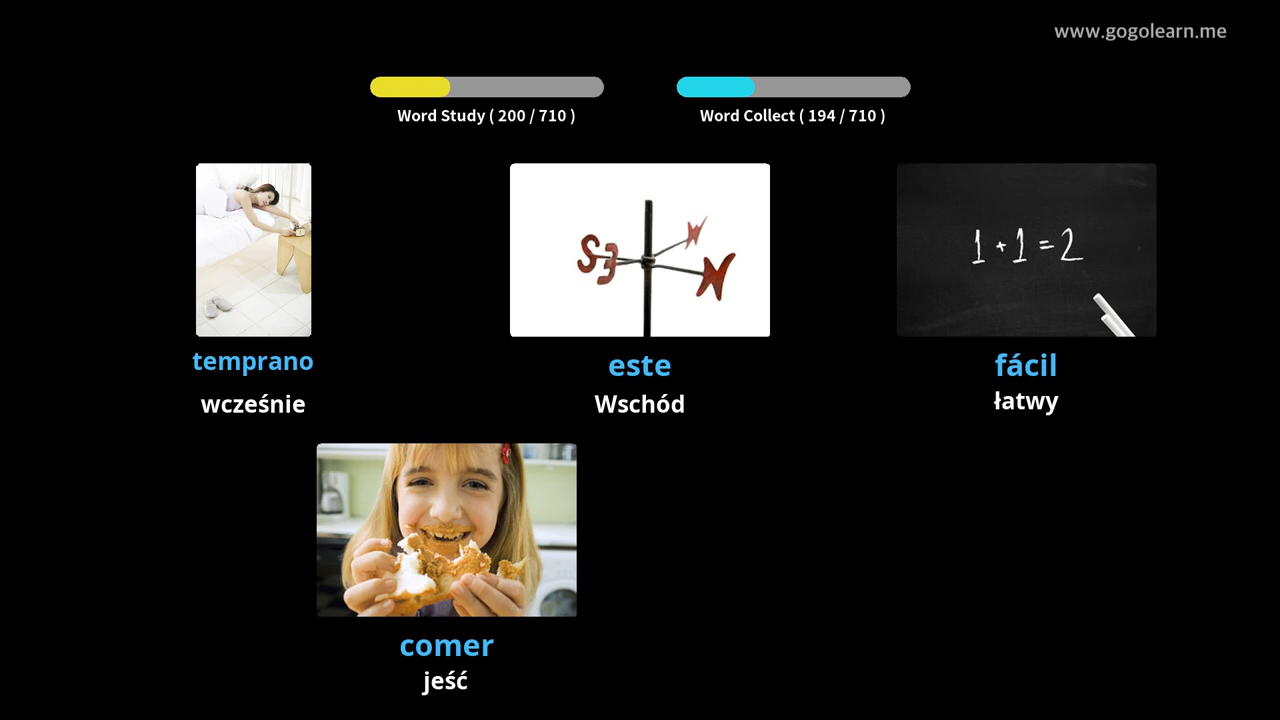 www.gogolearn.me
Word Study ( 200 / 710 )
Word Collect ( 194 / 710 )
S E N W
1 + 1 = 2
temprano
este
fácil
wcześnie
Wschód
łatwy
comer
jeść